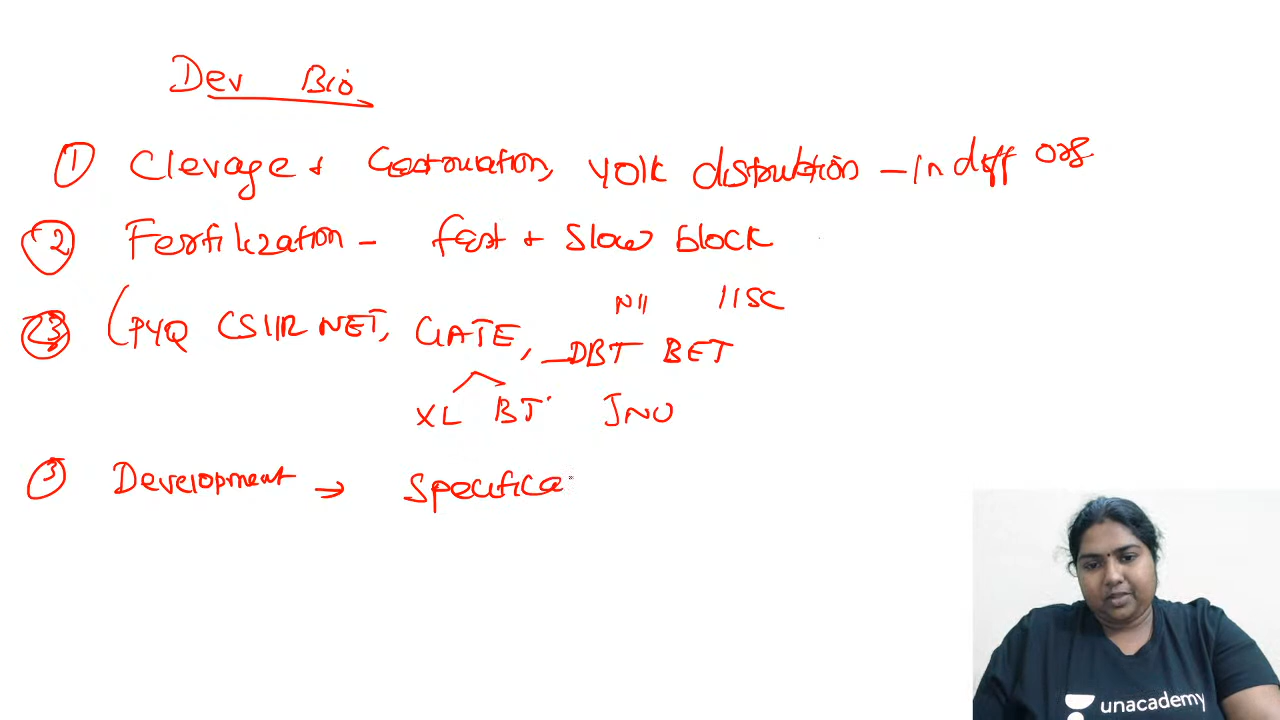 Dev Bio
① Clevage + Gastrulation, yolk distribution - In diff org
② Fertilization - fast + slow block
③ (PYQ CSIR NET, GATE, - DBT BET
NII IISC
XL BT JNU
③ Development → Specifica
unacademy